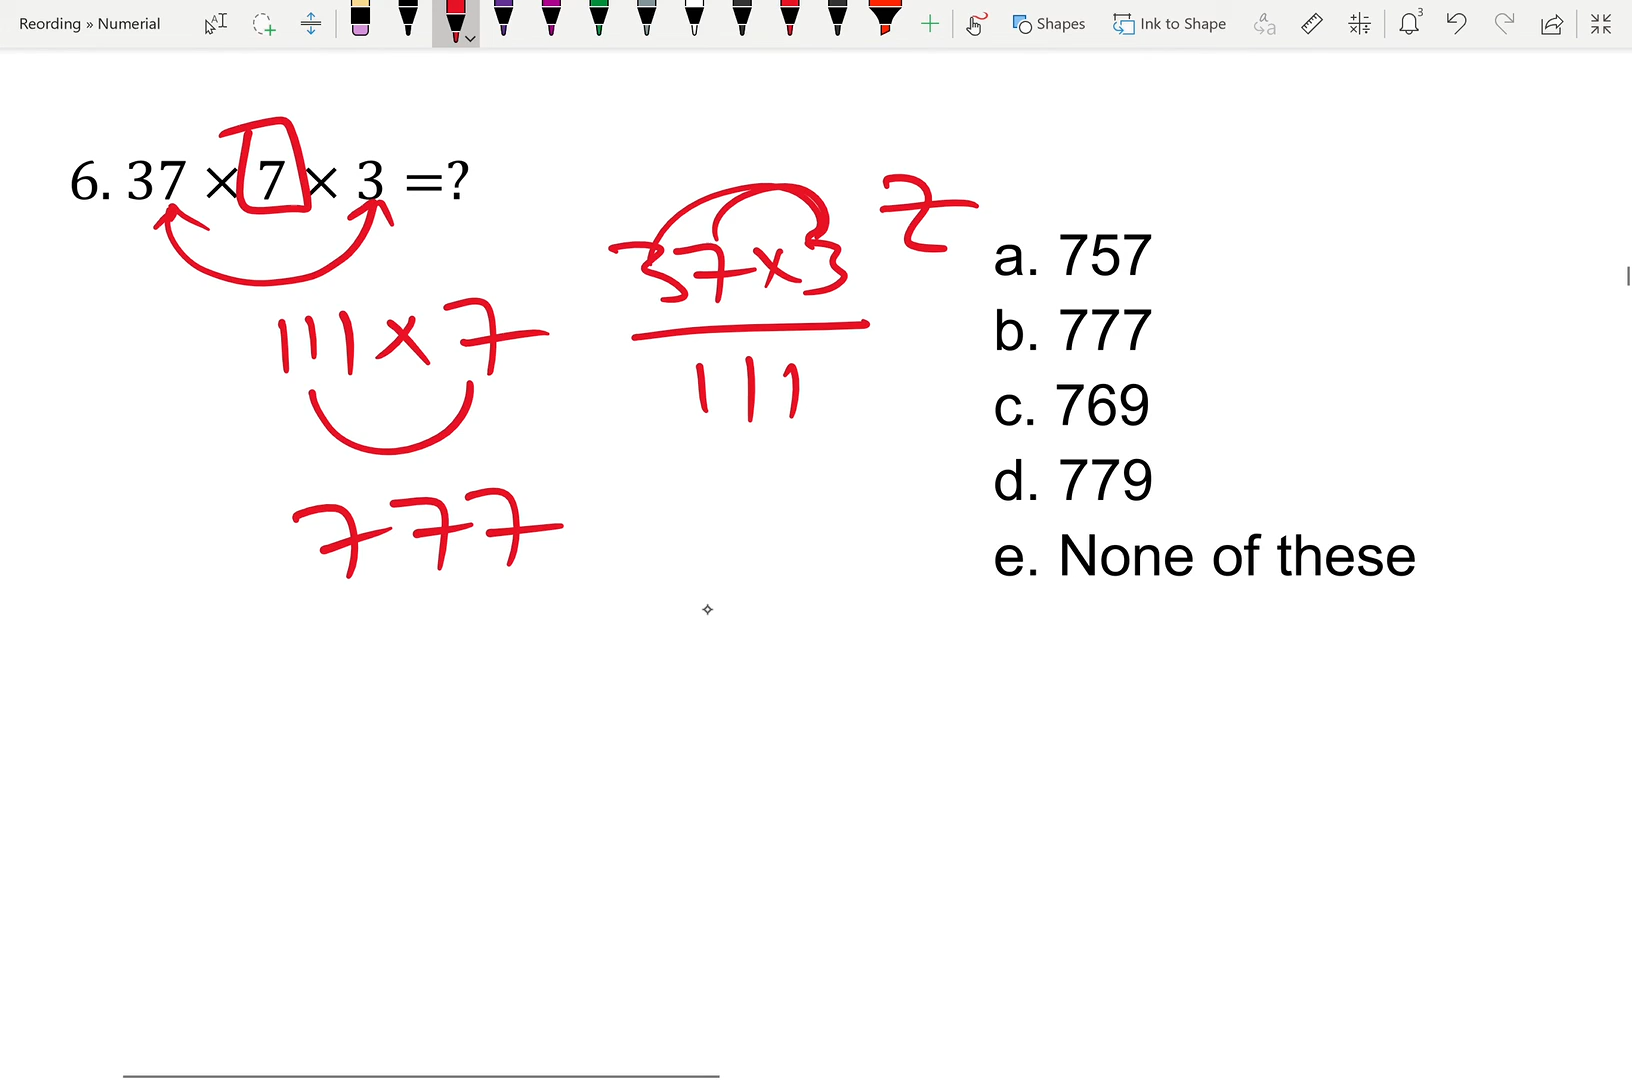 Reording » Numerial
Shapes
Ink to Shape
3
6. 37 × 7 × 3 =?
37×3
111
111×7
777
a. 757
b. 777
c. 769
d. 779
e. None of these